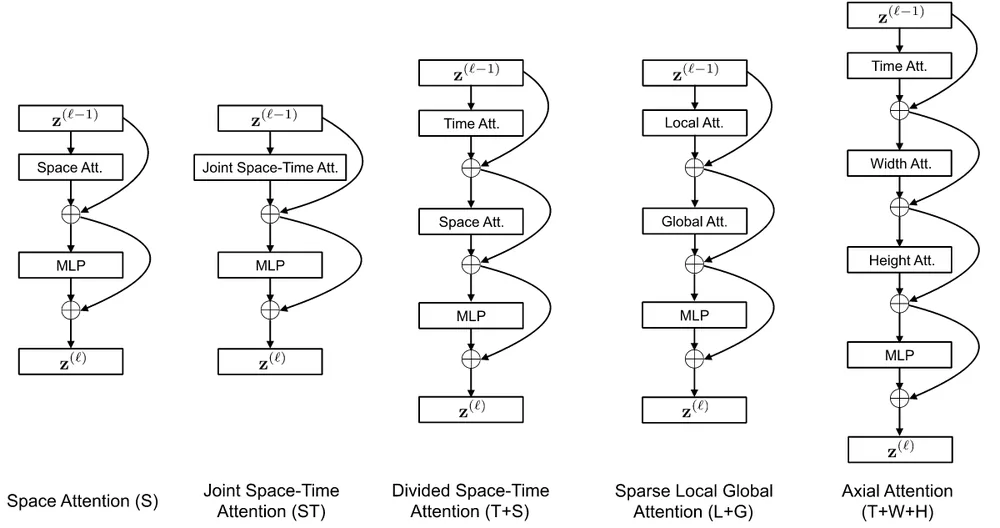 z^(ℓ−1)
Space Att.
MLP
z^(ℓ)
Space Attention (S)
z^(ℓ−1)
Joint Space-Time Att.
MLP
z^(ℓ)
Joint Space-Time
Attention (ST)
z^(ℓ−1)
Time Att.
Space Att.
MLP
z^(ℓ)
Divided Space-Time
Attention (T+S)
z^(ℓ−1)
Local Att.
Global Att.
MLP
z^(ℓ)
Sparse Local Global
Attention (L+G)
z^(ℓ−1)
Time Att.
Width Att.
Height Att.
MLP
z^(ℓ)
Axial Attention
(T+W+H)